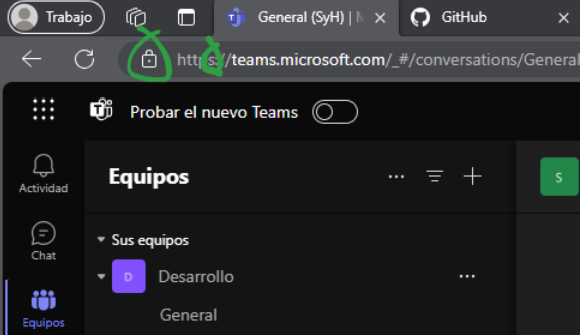 Trabajo
General (SyH) | M
GitHub
https://teams.microsoft.com/_#/conversations/General
Probar el nuevo Teams
Actividad
Equipos
S
Chat
Sus equipos
D Desarrollo
Equipos
General